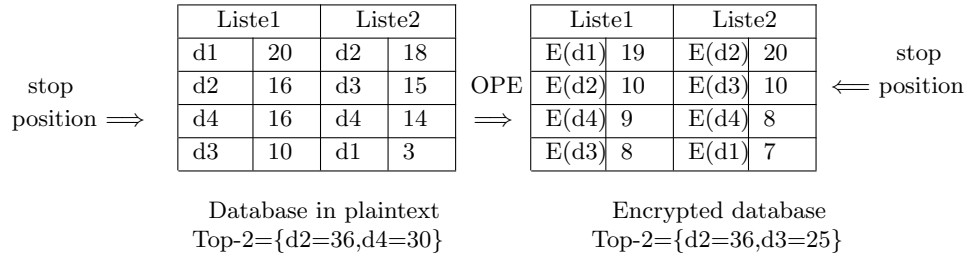 Liste1 Liste2 Liste1 Liste2
d1 20 d2 18 E(d1) 19 E(d2) 20
stop d2 16 d3 15 OPE E(d2) 10 E(d3) 10 stop
position ⟹ d4 16 d4 14 ⟹ E(d4) 9 E(d4) 8 ⟸ position
d3 10 d1 3 E(d3) 8 E(d1) 7
Database in plaintext Encrypted database
Top-2={d2=36,d4=30} Top-2={d2=36,d3=25}